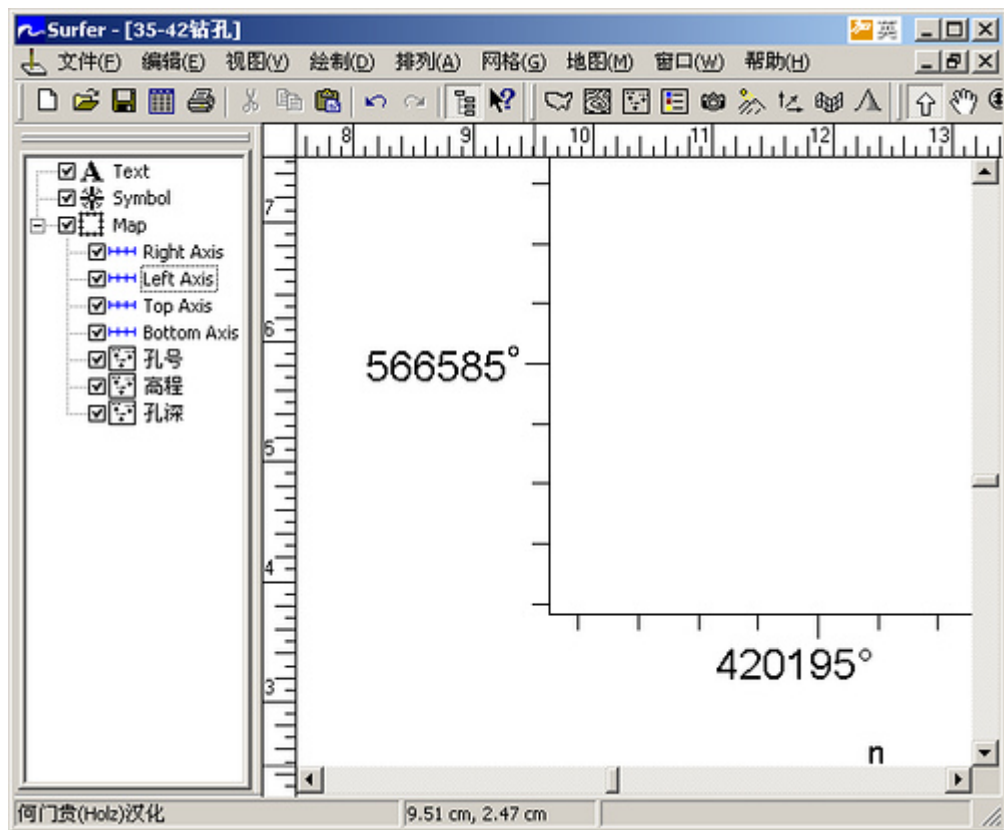 Surfer - [35-42钻孔]
英
文件(F) 编辑(E) 视图(V) 绘制(D) 排列(A) 网格(G) 地图(M) 窗口(W) 帮助(H)
8 9 10 11 12 13
Text
Symbol
Map
Right Axis
Left Axis
Top Axis
Bottom Axis
孔号
高程
孔深
7
6
5
4
3
566585°
420195°
n
何门贵(Holz)汉化
9.51 cm, 2.47 cm